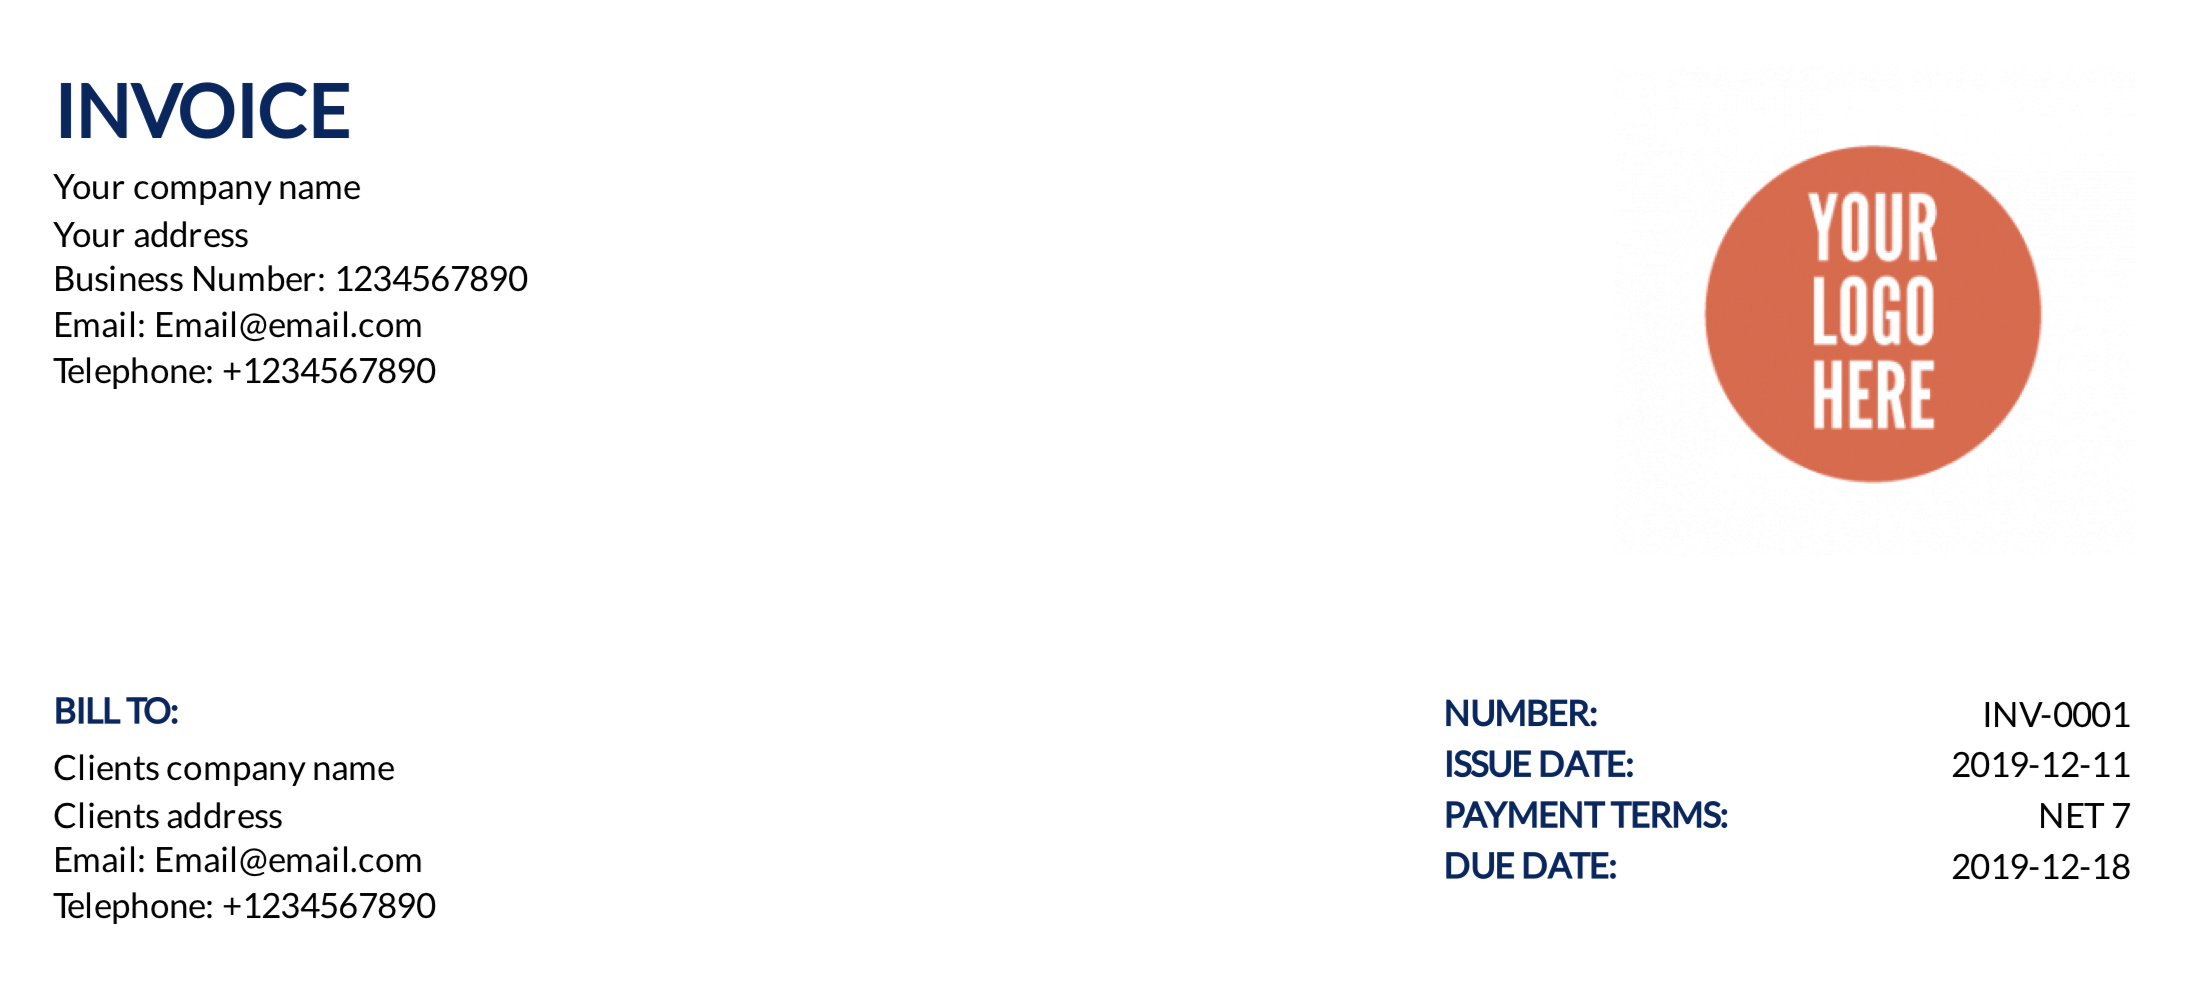 INVOICE
Your company name
Your address
Business Number: 1234567890
Email: Email@email.com
Telephone: +1234567890
YOUR
LOGO
HERE
BILL TO:
Clients company name
Clients address
Email: Email@email.com
Telephone: +1234567890
NUMBER: INV-0001
ISSUE DATE: 2019-12-11
PAYMENT TERMS: NET 7
DUE DATE: 2019-12-18